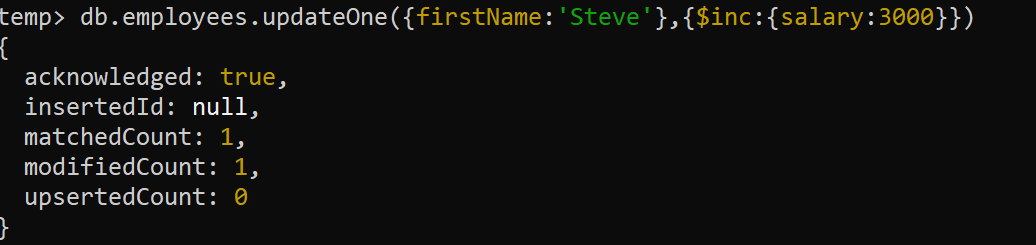 temp> db.employees.updateOne({firstName:'Steve'},{$inc:{salary:3000}})
{
  acknowledged: true,
  insertedId: null,
  matchedCount: 1,
  modifiedCount: 1,
  upsertedCount: 0
}